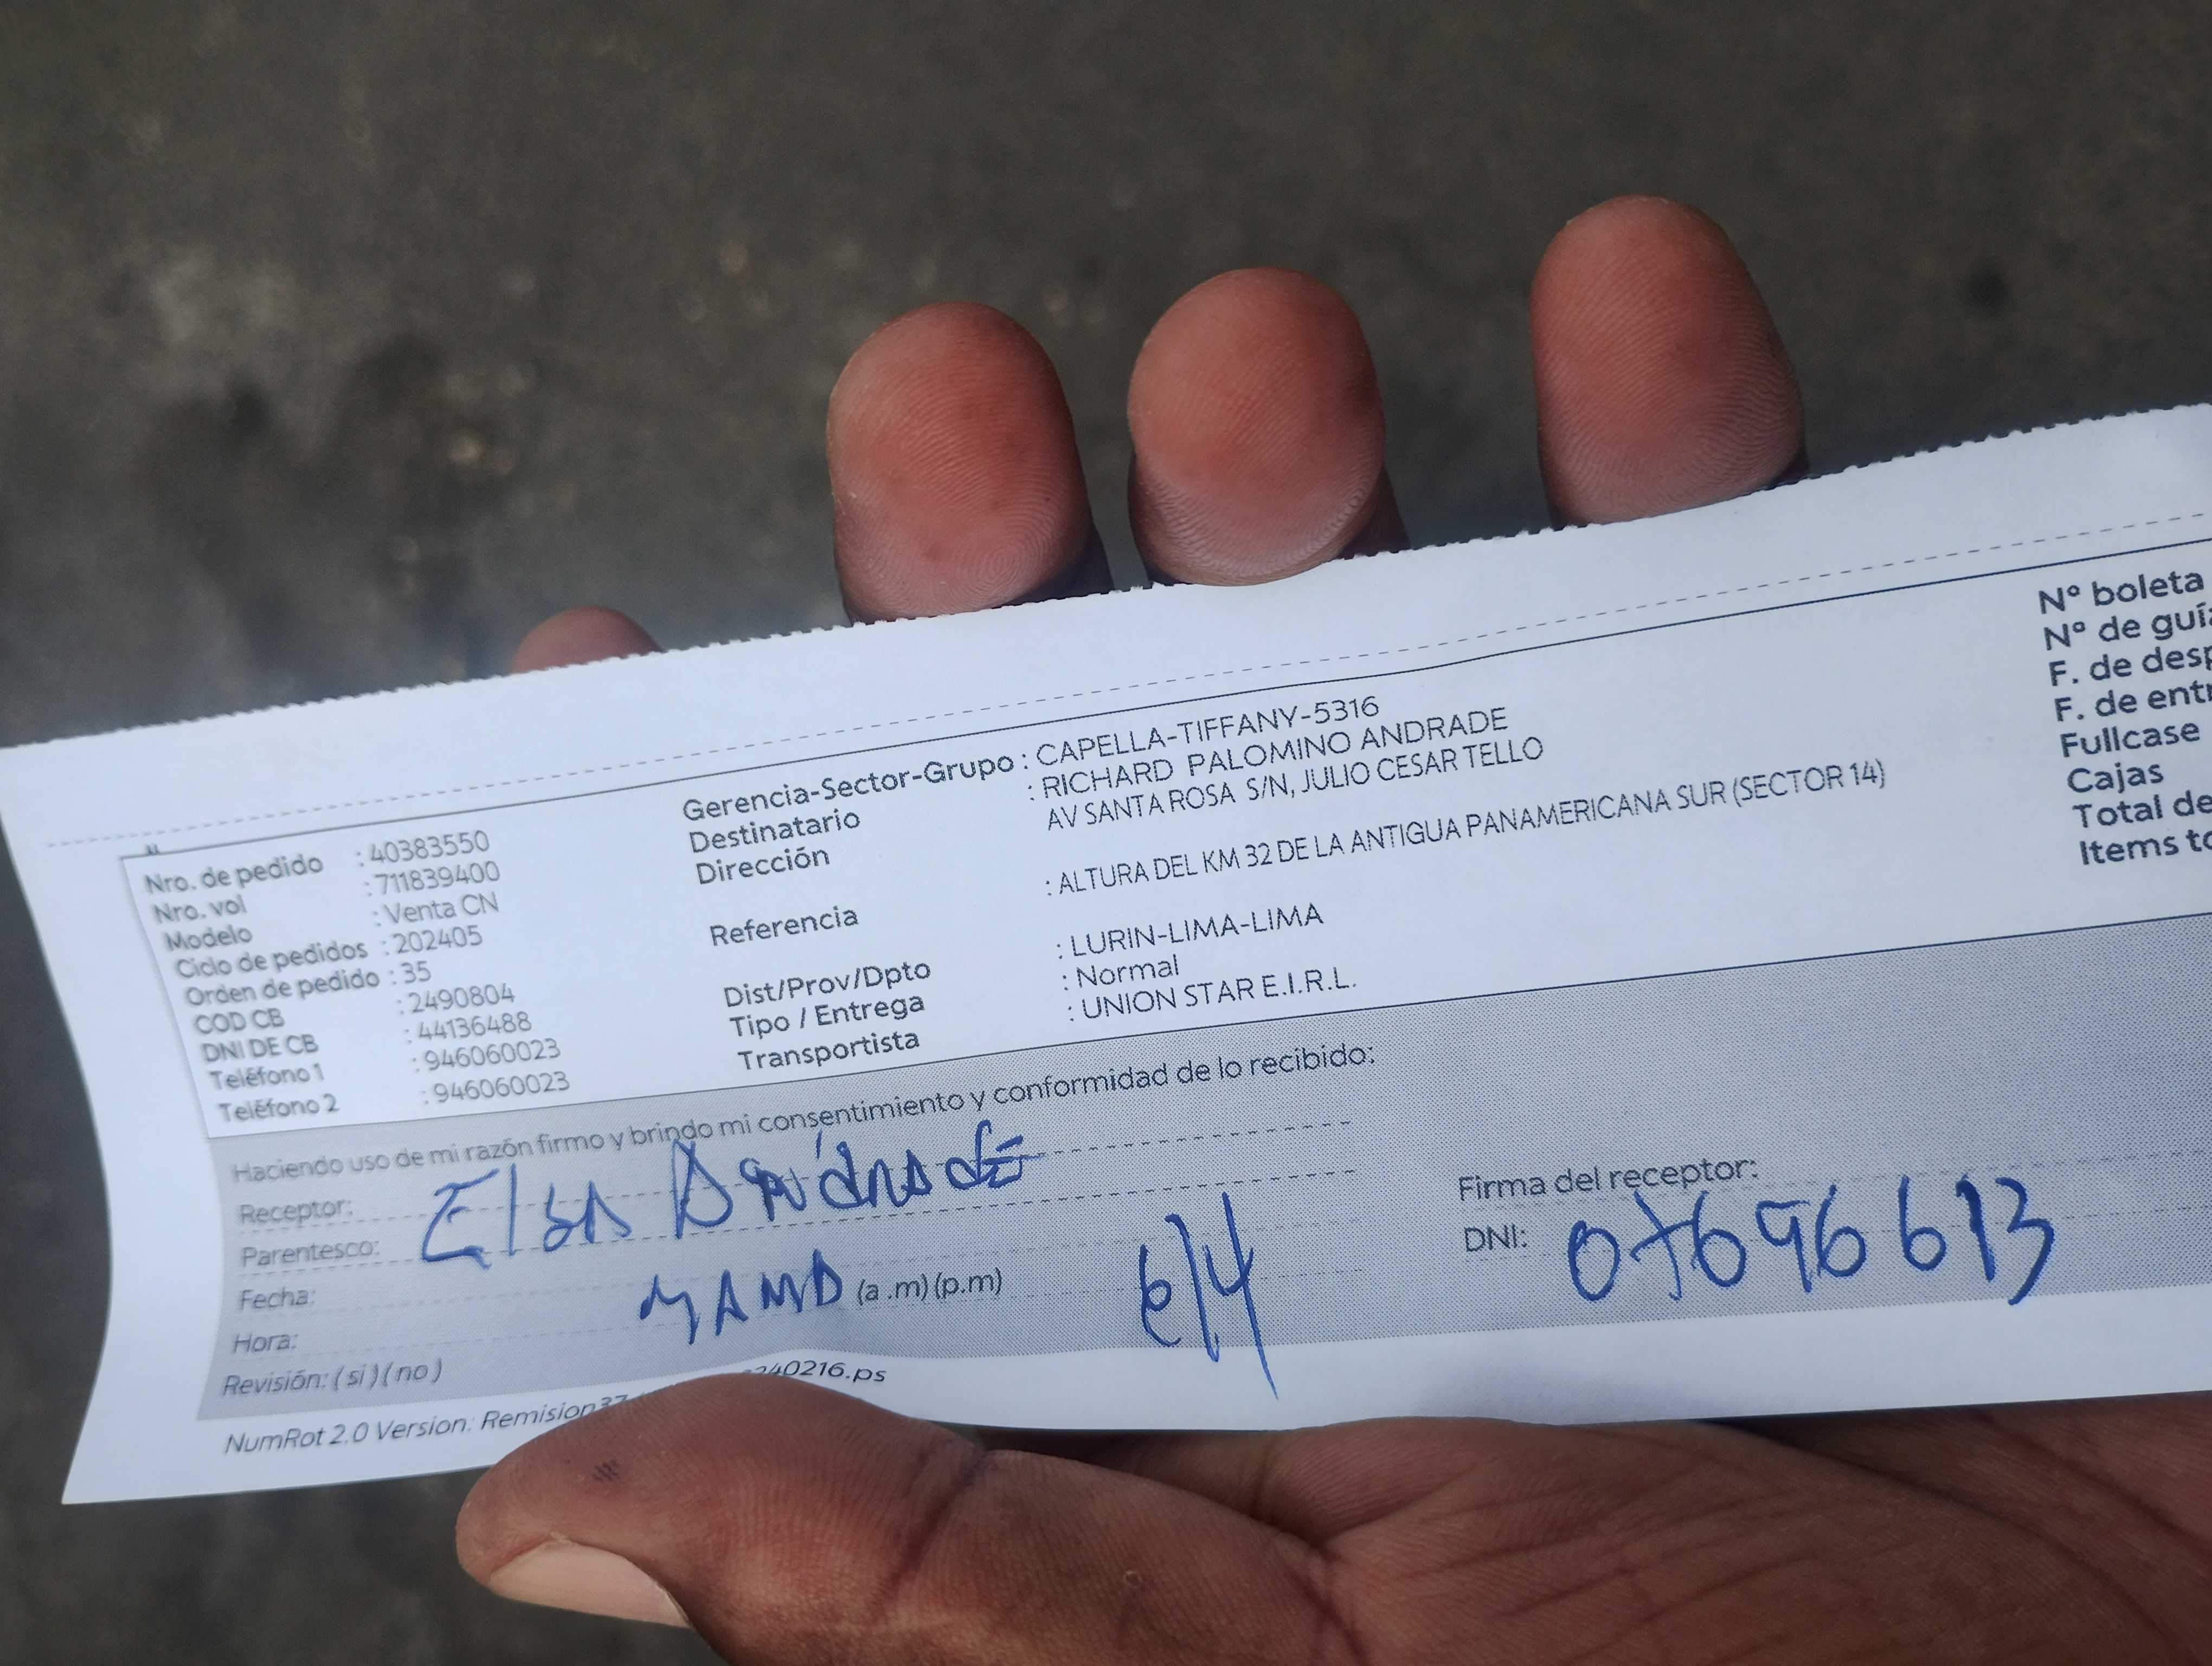 Nro. de pedido : 40383550
Nro. vol : 711839400
Modelo : Venta CN
Ciclo de pedidos : 202405
Orden de pedido : 35
COD CB : 2490804
DNI DE CB : 44136488
Teléfono 1 : 946060023
Teléfono 2 : 946060023
Gerencia-Sector-Grupo : CAPELLA-TIFFANY-5316
Destinatario : RICHARD PALOMINO ANDRADE
Dirección AV SANTA ROSA S/N, JULIO CESAR TELLO
Referencia : ALTURA DEL KM 32 DE LA ANTIGUA PANAMERICANA SUR (SECTOR 14)
Dist/Prov/Dpto : LURIN-LIMA-LIMA
Tipo / Entrega : Normal
Transportista : UNION STAR E.I.R.L.
Nº boleta
Nº de guía
F. de desp
F. de entr
Fullcase
Cajas
Total de
Items to
Haciendo uso de mi razón firmo y brindo mi consentimiento y conformidad de lo recibido:
Receptor: Elsa
Parentesco:
Fecha:
Hora: (a .m) (p.m) 614
Revisión: ( si ) ( no )
Firma del receptor:
DNI: 07696613
NumRot 2.0 Version: Remision37 240216.ps